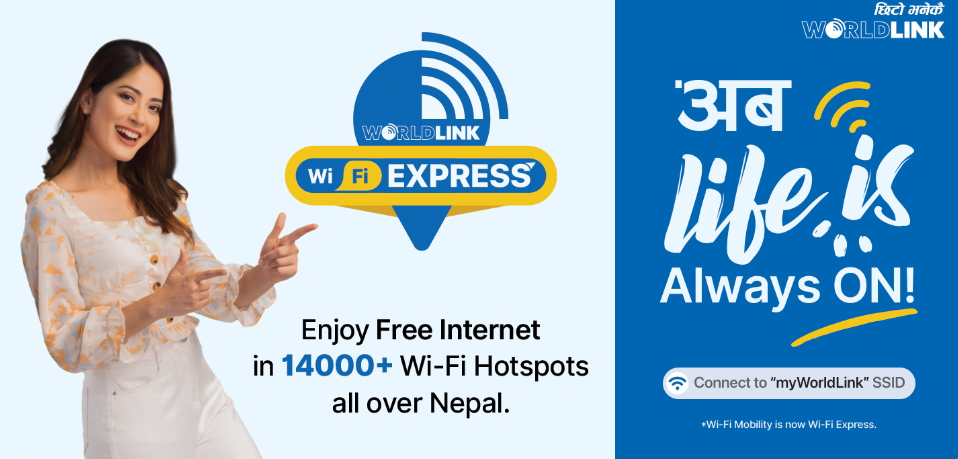 WORLDLINK
Wi Fi EXPRESS
Enjoy Free Internet
in 14000+ Wi-Fi Hotspots
all over Nepal.
छिटो भनेकै
WORLDLINK
अब
life is
Always ON!
Connect to “myWorldLink” SSID
*Wi-Fi Mobility is now Wi-Fi Express.